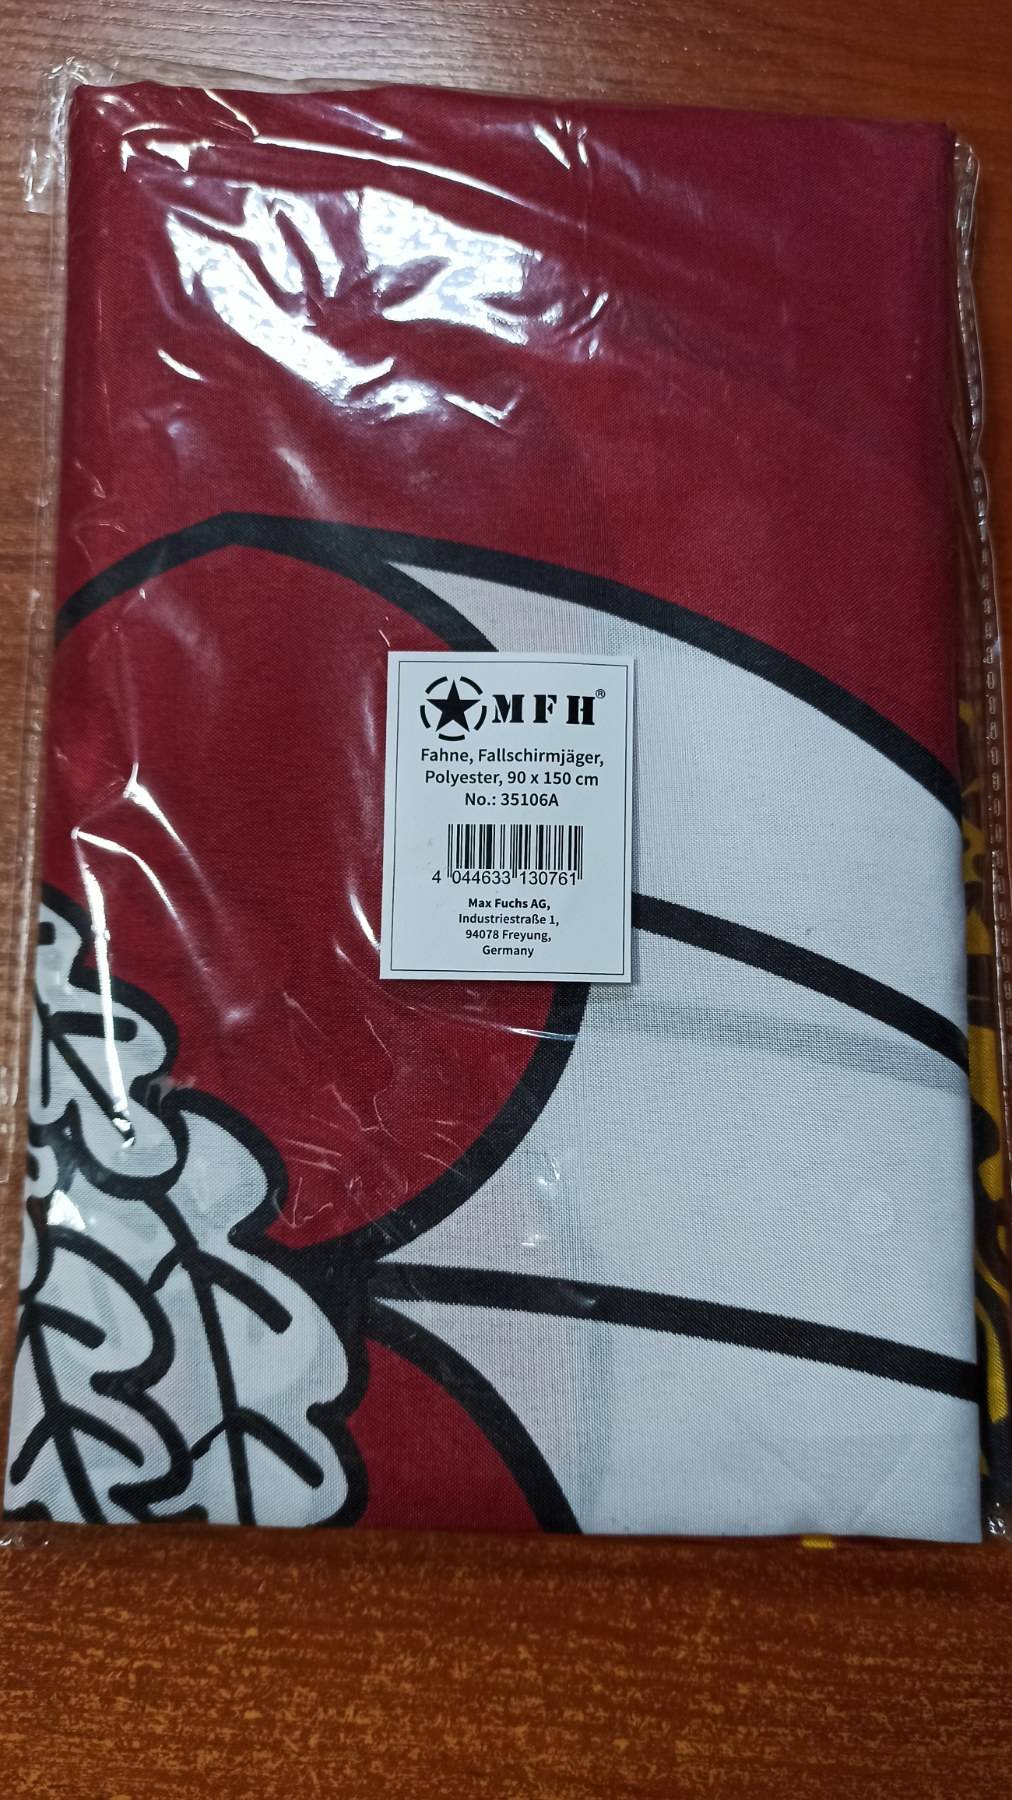 MFH®
Fahne, Fallschirmjäger,
Polyester, 90 x 150 cm
No.: 35106A
4 044633 130761
Max Fuchs AG,
Industriestraße 1,
94078 Freyung,
Germany